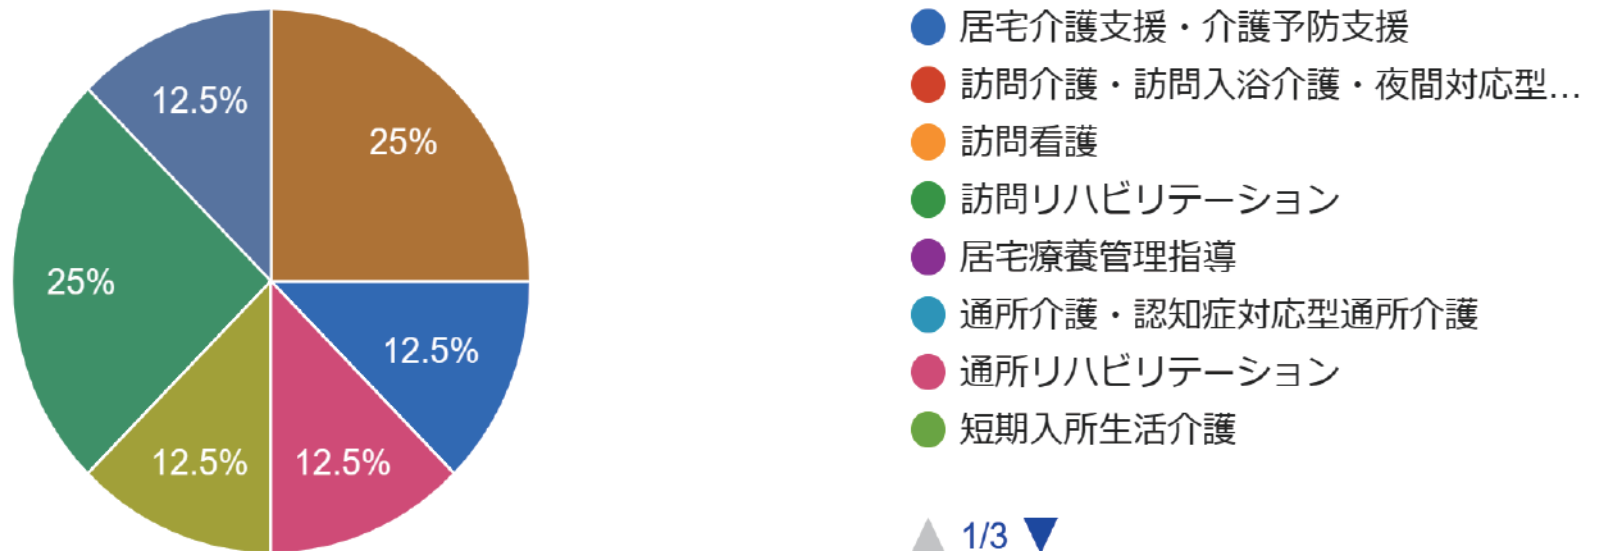 12.5%
25%
25%
12.5%
12.5%
12.5%
居宅介護支援・介護予防支援
訪問介護・訪問入浴介護・夜間対応型...
訪問看護
訪問リハビリテーション
居宅療養管理指導
通所介護・認知症対応型通所介護
通所リハビリテーション
短期入所生活介護
1/3